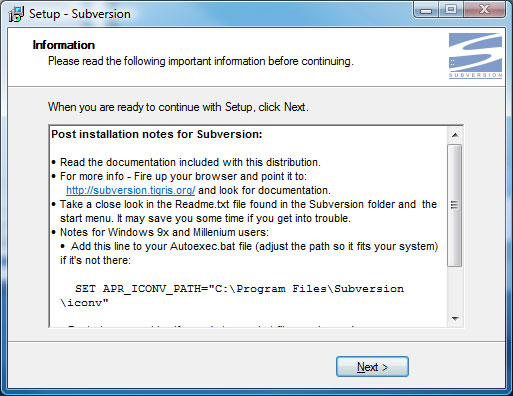 Setup - Subversion
Information
Please read the following important information before continuing.
SUBVERSION
When you are ready to continue with Setup, click Next.
Post installation notes for Subversion:
• Read the documentation included with this distribution.
• For more info - Fire up your browser and point it to:
http://subversion.tigris.org/ and look for documentation.
• Take a close look in the Readme.txt file found in the Subversion folder and the
start menu. It may save you some time if you get into trouble.
• Notes for Windows 9x and Millenium users:
• Add this line to your Autoexec.bat file (adjust the path so it fits your system)
if it's not there:
SET APR_ICONV_PATH="C:\Program Files\Subversion
\iconv"
Next >